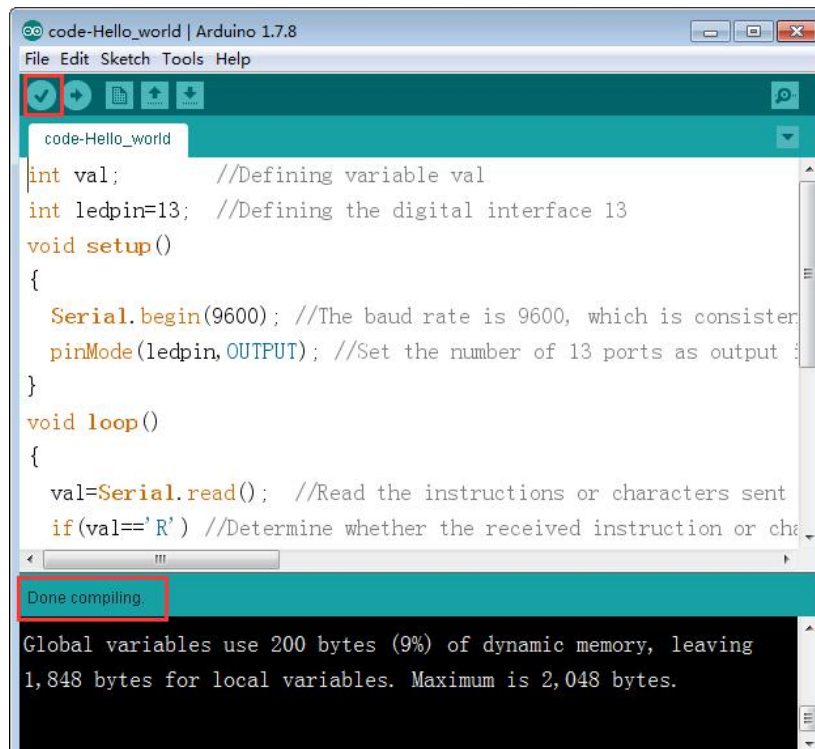 code-Hello_world | Arduino 1.7.8
File Edit Sketch Tools Help
code-Hello_world
int val; //Defining variable val
int ledpin=13; //Defining the digital interface 13
void setup()
{
Serial.begin(9600); //The baud rate is 9600, which is
pinMode(ledpin,OUTPUT); //Set the number of 13 ports as output
}
void loop()
{
val=Serial.read(); //Read the instructions or characters sent
if(val=='R') //Determine whether the received instruction or
Done compiling.
Global variables use 200 bytes (9%) of dynamic memory, leaving
1,848 bytes for local variables. Maximum is 2,048 bytes.